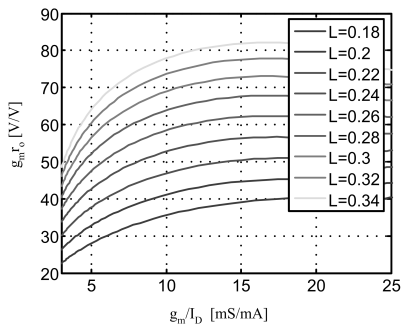 90
80
70
60
50
40
30
20
g_m r_o [V/V]
5
10
15
20
25
g_m/I_D [mS/mA]
L=0.18
L=0.2
L=0.22
L=0.24
L=0.26
L=0.28
L=0.3
L=0.32
L=0.34